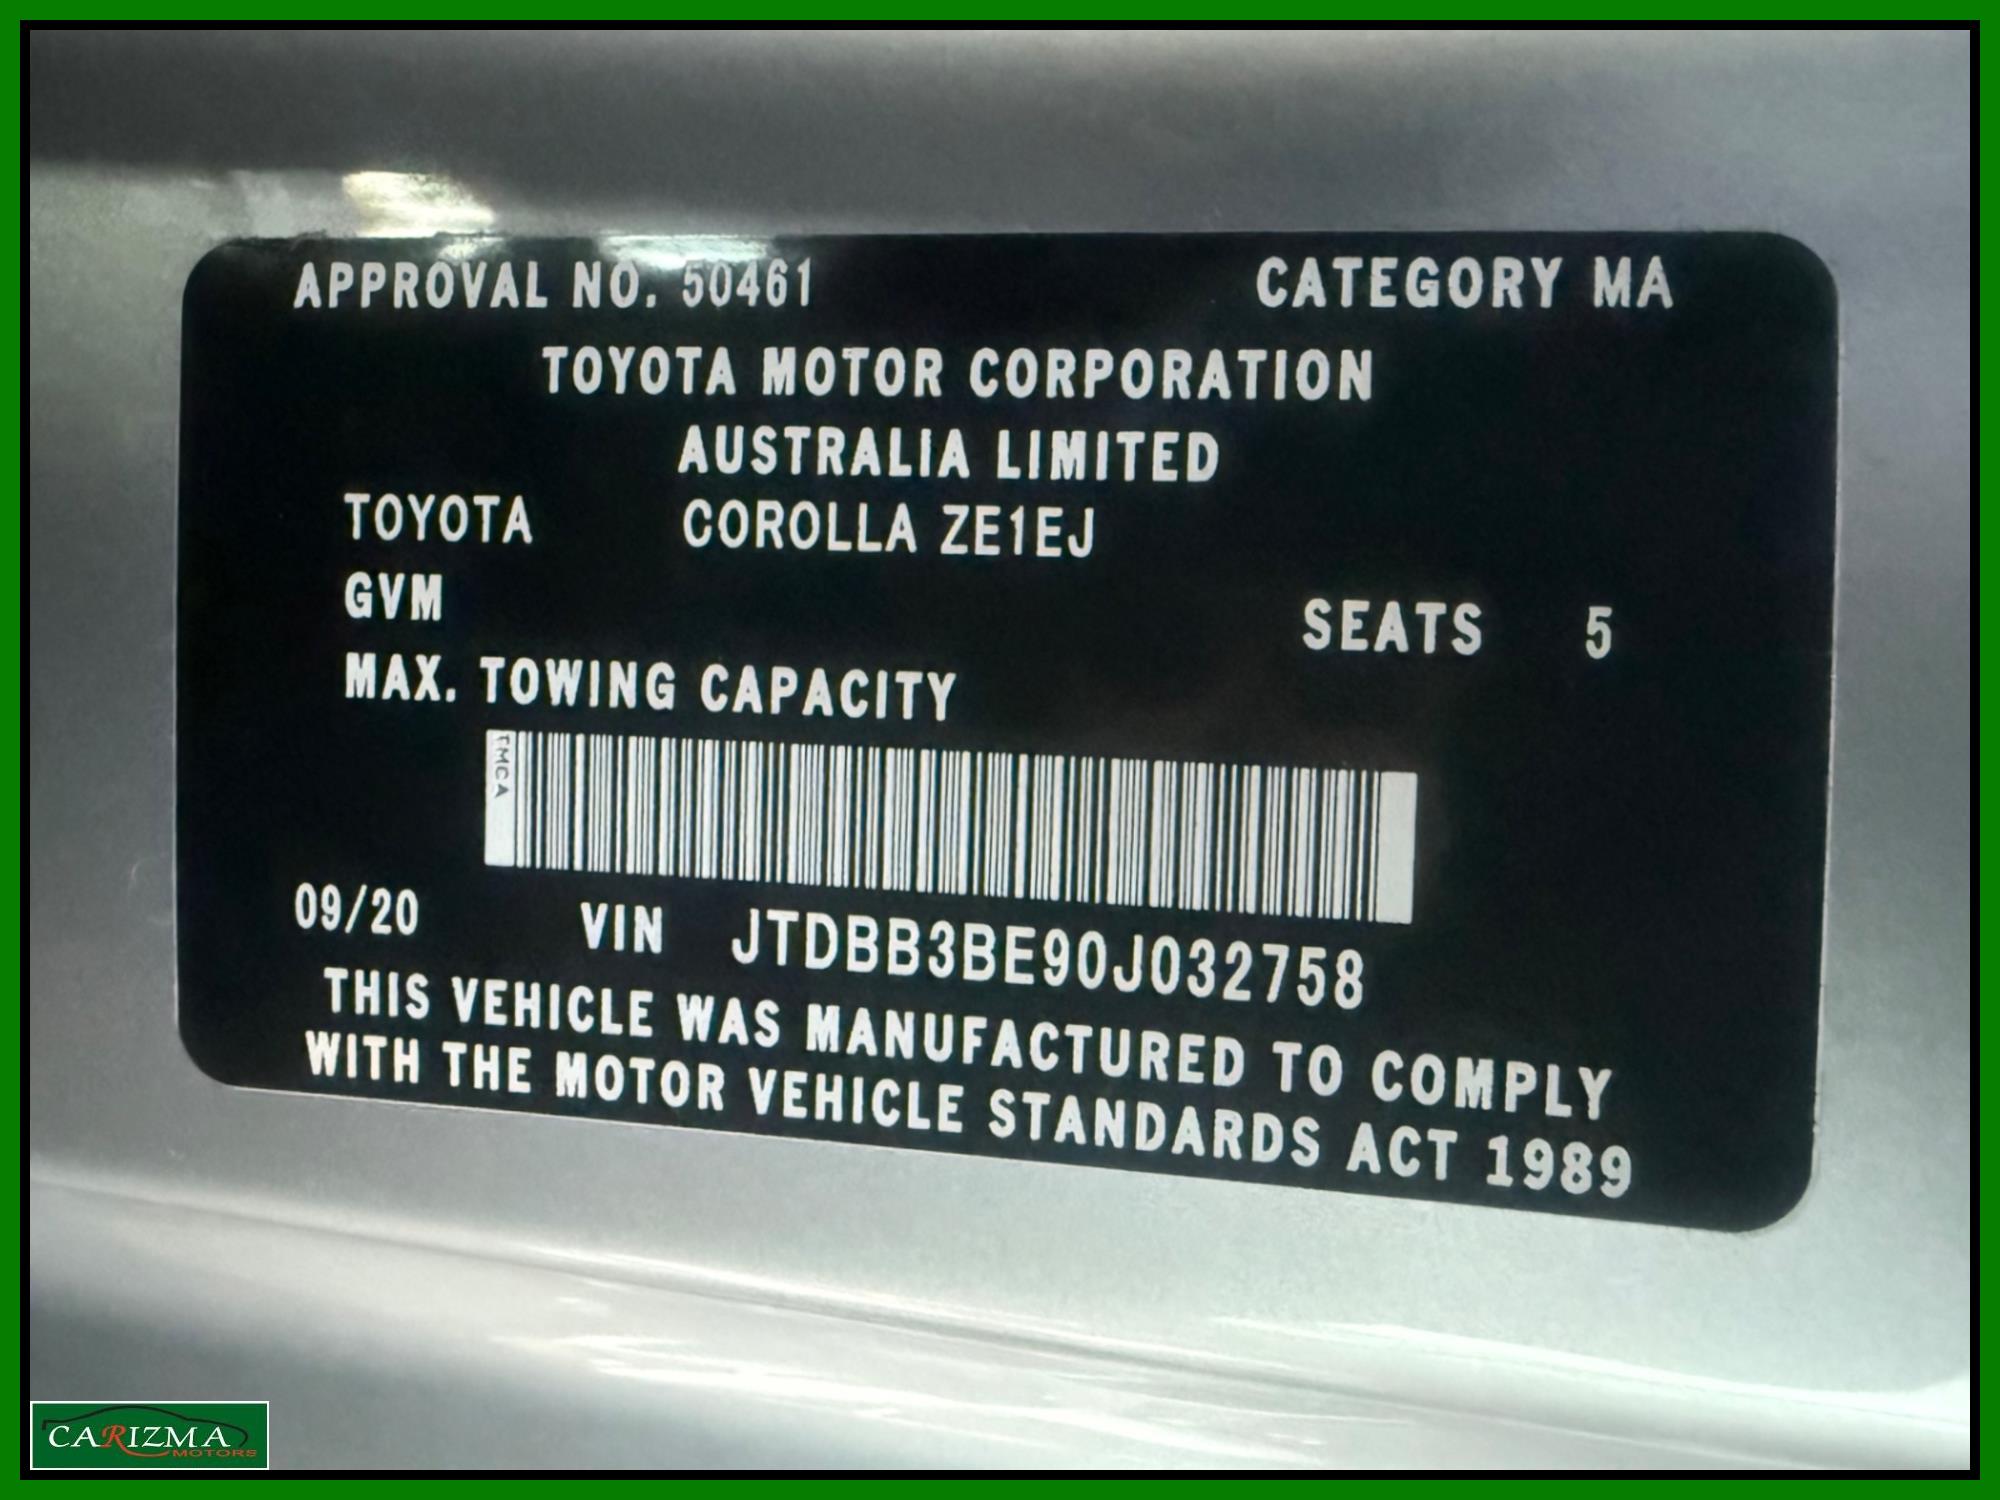 APPROVAL NO. 50461 CATEGORY MA
TOYOTA MOTOR CORPORATION
AUSTRALIA LIMITED
TOYOTA COROLLA ZE1EJ
GVM SEATS 5
MAX. TOWING CAPACITY
TMCA
09/20 VIN JTDBB3BE90J032758
THIS VEHICLE WAS MANUFACTURED TO COMPLY
WITH THE MOTOR VEHICLE STANDARDS ACT 1989
CARIZMA
MOTORS